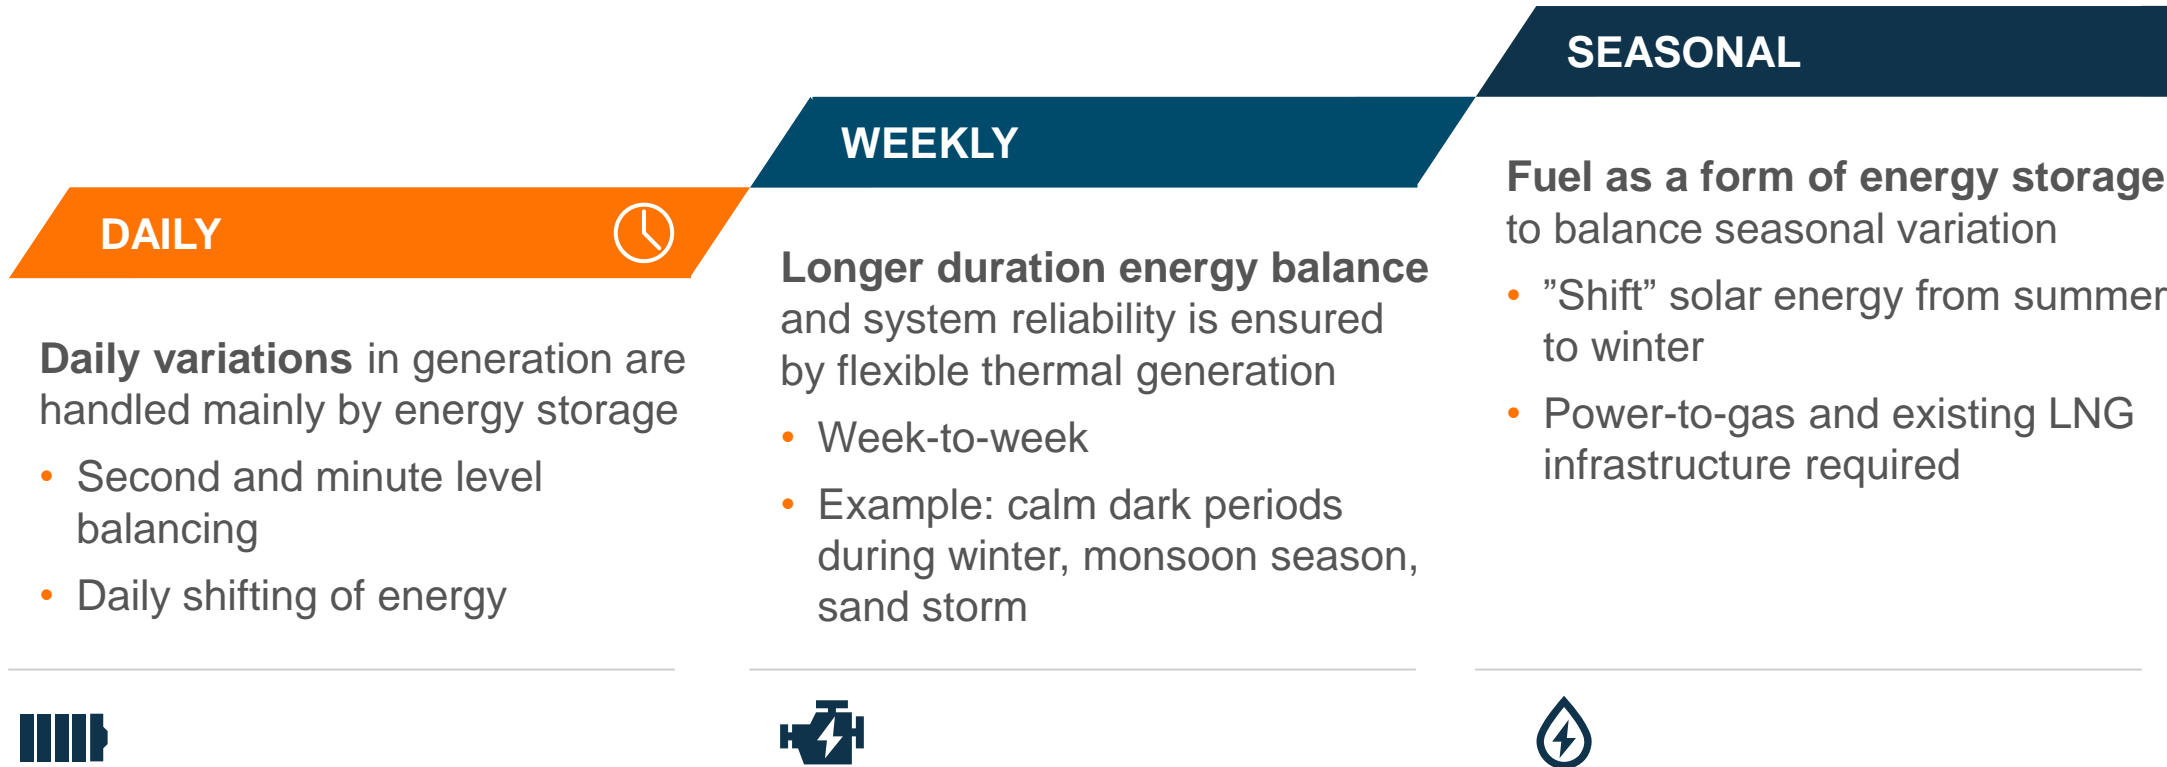 DAILY
Daily variations in generation are
handled mainly by energy storage
• Second and minute level
balancing
• Daily shifting of energy
WEEKLY
Longer duration energy balance
and system reliability is ensured
by flexible thermal generation
• Week-to-week
• Example: calm dark periods
during winter, monsoon season,
sand storm
SEASONAL
Fuel as a form of energy storage
to balance seasonal variation
• ”Shift” solar energy from summer
to winter
• Power-to-gas and existing LNG
infrastructure required